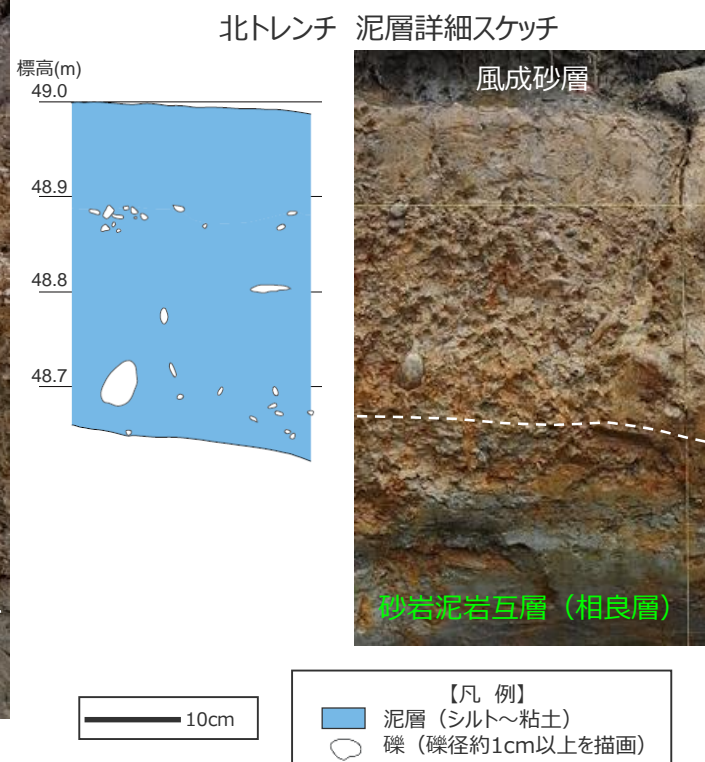 北トレンチ 泥層詳細スケッチ
標高(m)
49.0
48.9
48.8
48.7
風成砂層
砂岩泥岩互層（相良層）
10cm
【凡 例】
泥層（シルト～粘土）
礫（礫径約1cm以上を描画）